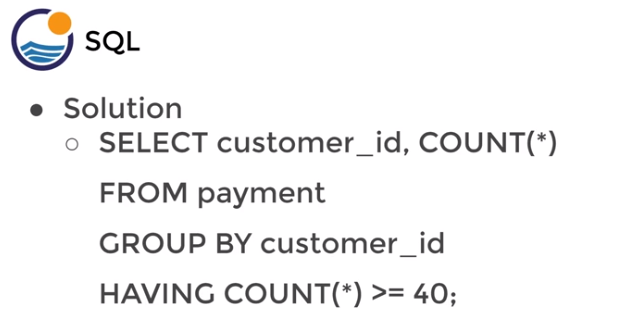 SQL
● Solution
○ SELECT customer_id, COUNT(*)
FROM payment
GROUP BY customer_id
HAVING COUNT(*) >= 40;